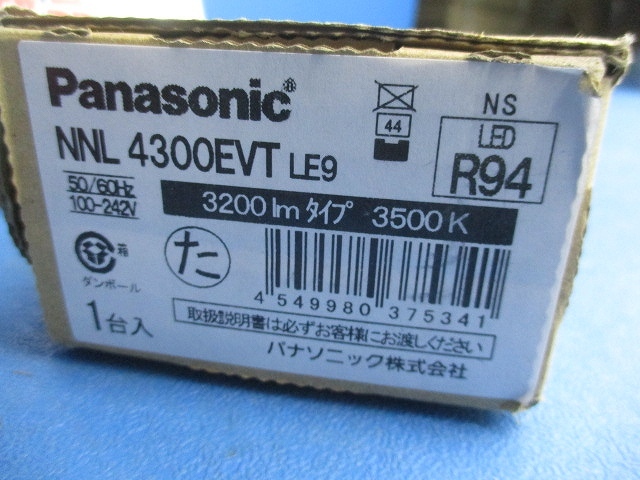 Panasonic
NNL 4300EVT LE9
44
NS
LED
R94
50/60Hz
100-242V
3200 lm タイプ 3500 K
た
箱
ダンボール
4 549980 375341
1台入
取扱説明書は必ずお客様にお渡しください
パナソニック株式会社